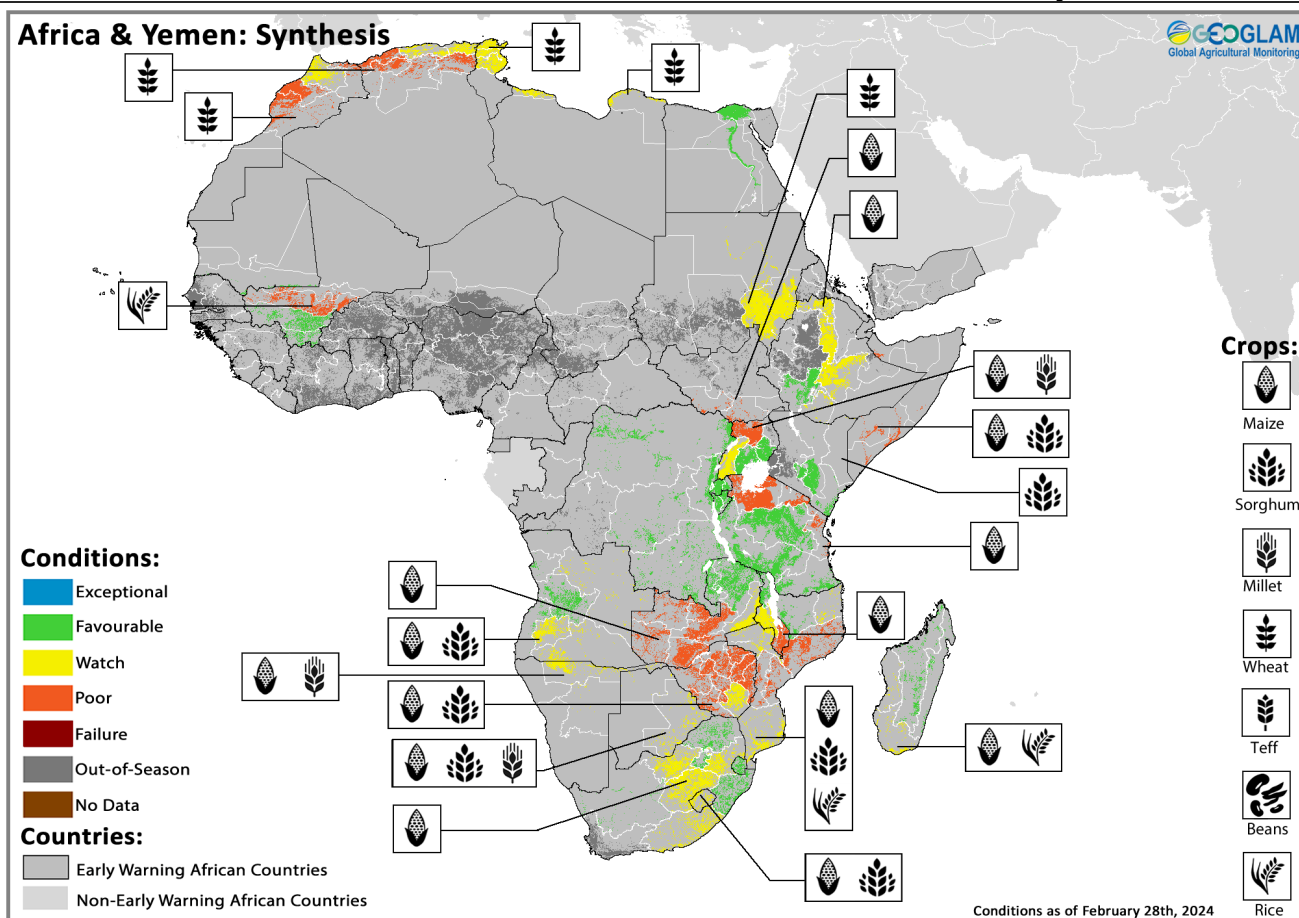 Africa & Yemen: Synthesis
GEOGLAM
Global Agricultural Monitoring
Crops:
Maize
Sorghum
Millet
Wheat
Teff
Beans
Rice
Conditions:
Exceptional
Favourable
Watch
Poor
Failure
Out-of-Season
No Data
Countries:
Early Warning African Countries
Non-Early Warning African Countries
Conditions as of February 28th, 2024